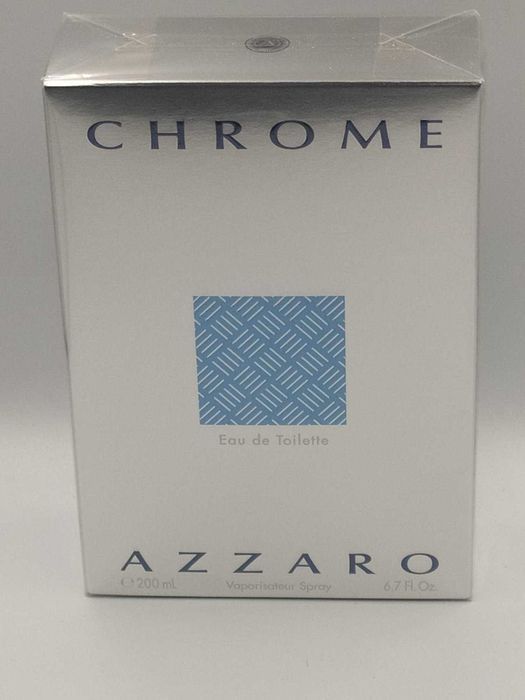 CHROME
Eau de Toilette
AZZARO
℮ 200 mL Vaporisateur Spray 6.7 Fl. Oz.